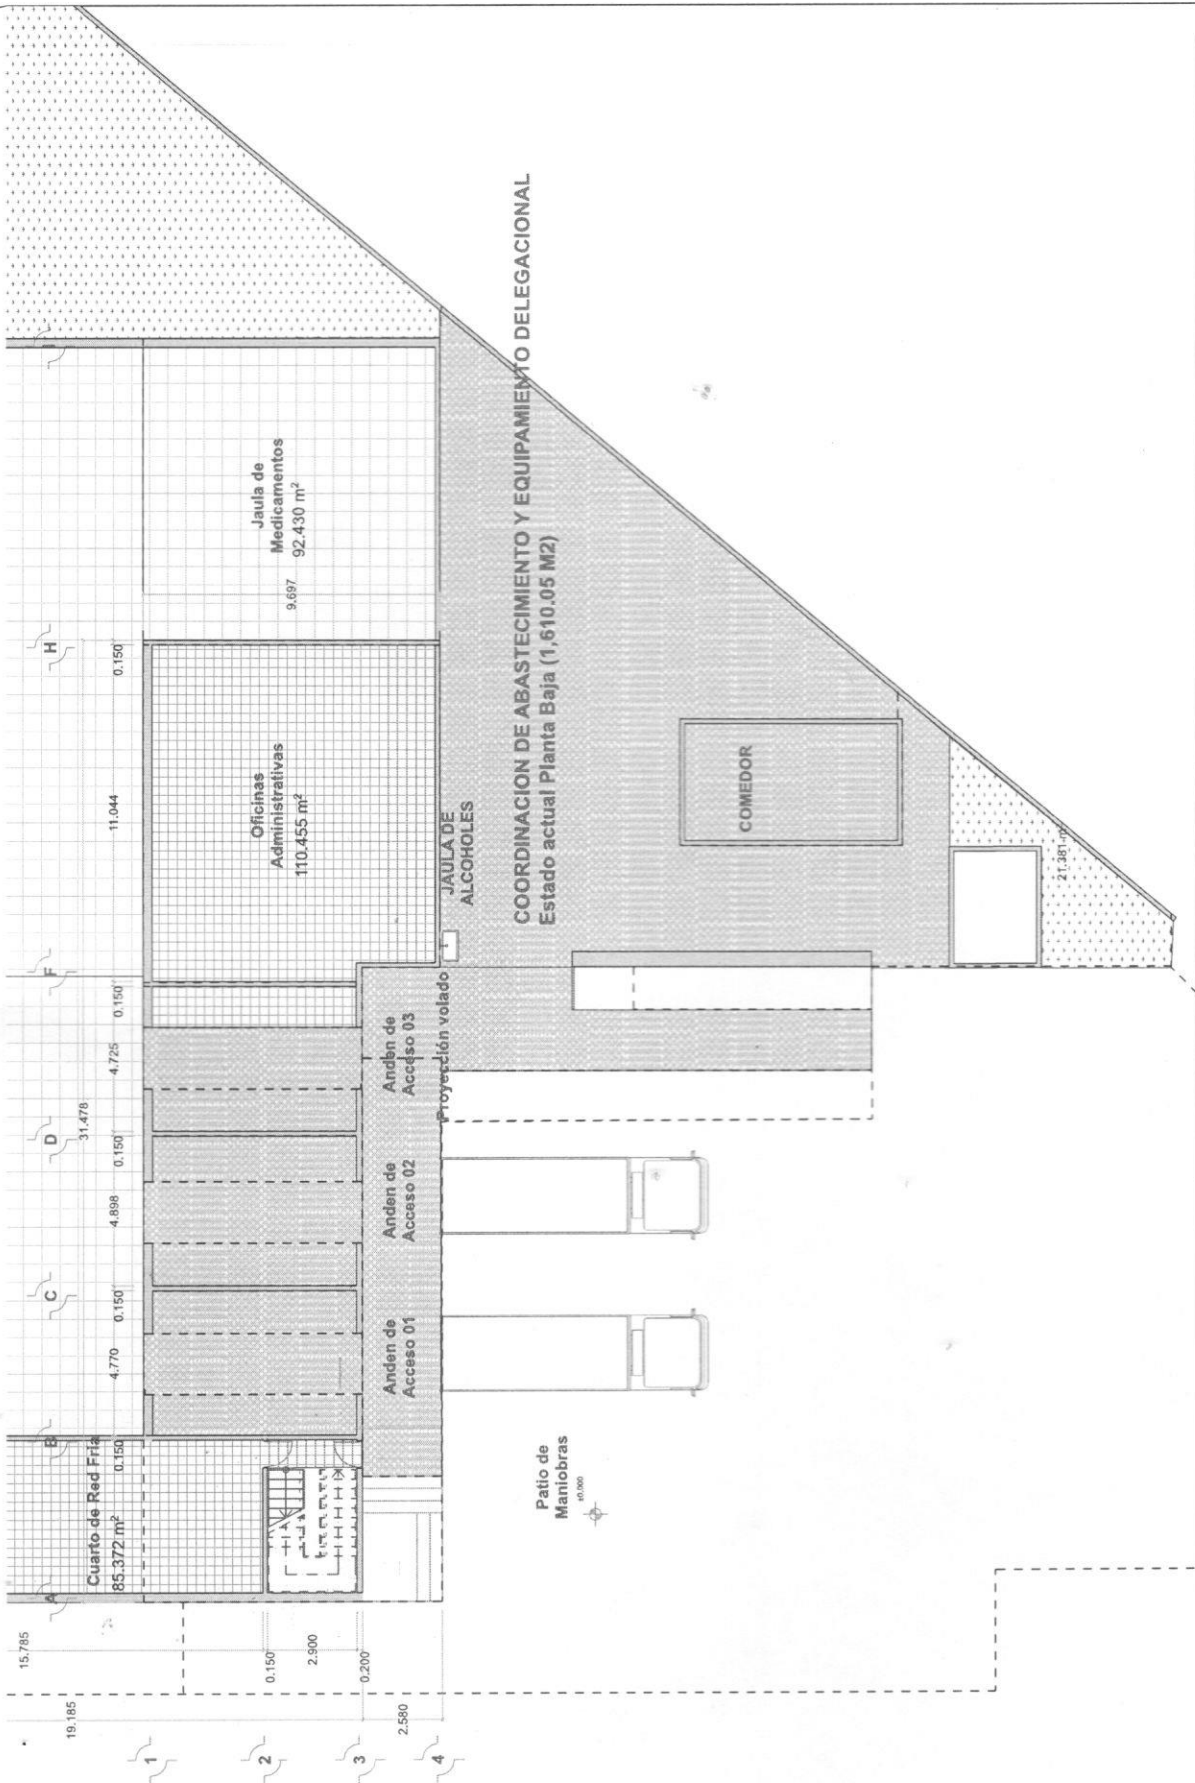 I
H
F
D
C
B
A
0.150
11.044
0.150
4.725
31.478
0.150
4.898
0.150
4.770
0.150
Jaula de
Medicamentos
92.430 m²
9.697
Oficinas
Administrativas
110.455 m²
JAULA DE
ALCOHOLES
COORDINACION DE ABASTECIMIENTO Y EQUIPAMIENTO DELEGACIONAL
Estado actual Planta Baja (1,610.05 M2)
COMEDOR
21.381 m²
Proyección volado
Anden de
Acceso 03
Anden de
Acceso 02
Anden de
Acceso 01
Cuarto de Red Fria
85.372 m²
Patio de
Maniobras
±0.000
15.785
19.185
0.150
2.900
0.200
2.580
1
2
3
4